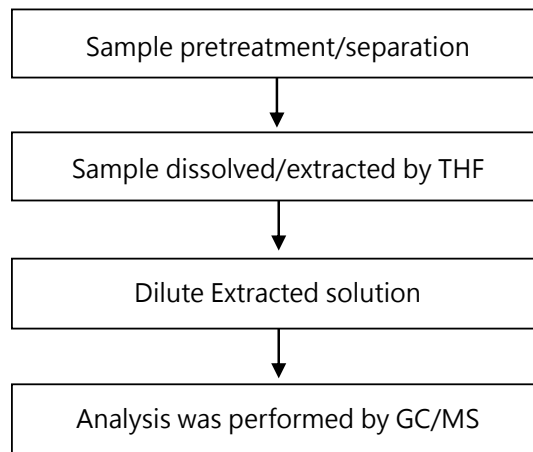 Sample pretreatment/separation
Sample dissolved/extracted by THF
Dilute Extracted solution
Analysis was performed by GC/MS